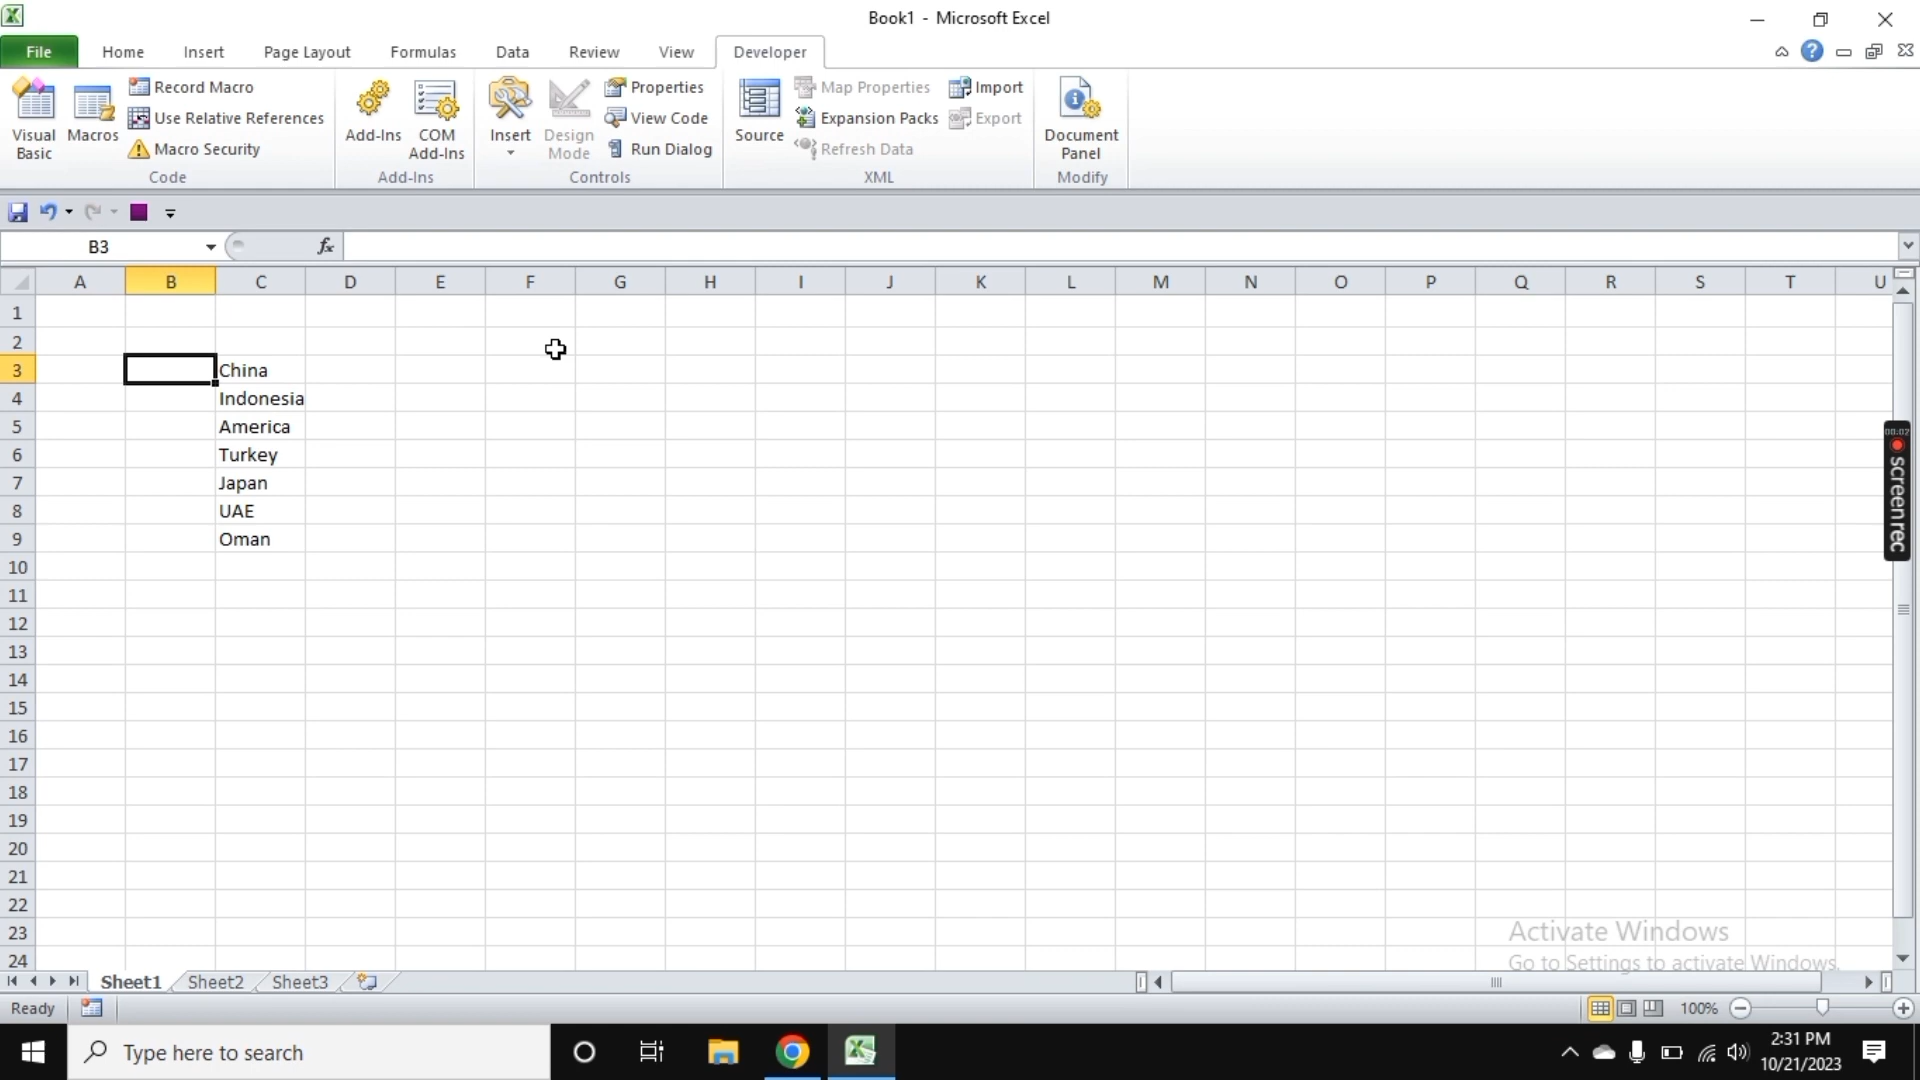 Book1 - Microsoft Excel
File Home Insert Page Layout Formulas Data Review View Developer
Visual Basic
Macros
Record Macro
Use Relative References
Macro Security
Code
Add-Ins
COM Add-Ins
Add-Ins
Insert
Design Mode
Properties
View Code
Run Dialog
Controls
Source
Map Properties
Expansion Packs
Refresh Data
Import
Export
XML
Document Panel
Modify
B3
fx
A B C D E F G H I J K L M N O P Q R S T U
1
2
3 China
4 Indonesia
5 America
6 Turkey
7 Japan
8 UAE
9 Oman
10
11
12
13
14
15
16
17
18
19
20
21
22
23
24
00:02
screenrec
Activate Windows
Go to Settings to activate Windows.
Sheet1 Sheet2 Sheet3
Ready
100%
Type here to search
2:31 PM
10/21/2023